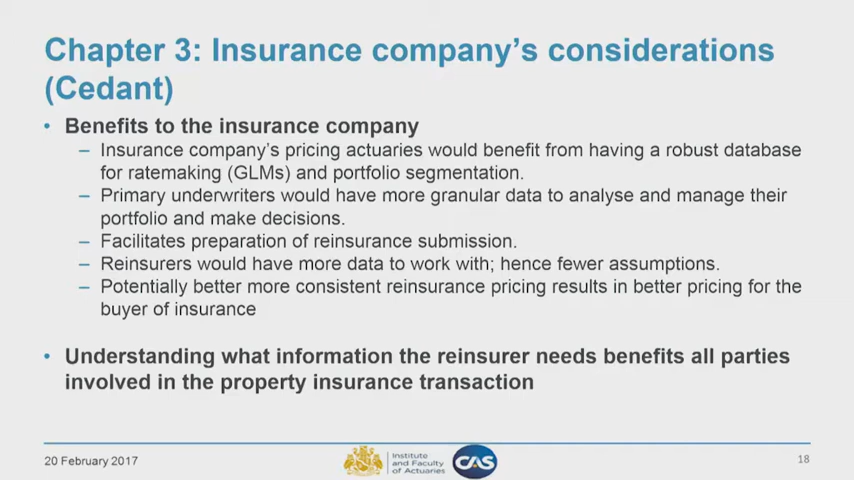 Chapter 3: Insurance company's considerations
(Cedant)
• Benefits to the insurance company
– Insurance company's pricing actuaries would benefit from having a robust database
for ratemaking (GLMs) and portfolio segmentation.
– Primary underwriters would have more granular data to analyse and manage their
portfolio and make decisions.
– Facilitates preparation of reinsurance submission.
– Reinsurers would have more data to work with; hence fewer assumptions.
– Potentially better more consistent reinsurance pricing results in better pricing for the
buyer of insurance
• Understanding what information the reinsurer needs benefits all parties
involved in the property insurance transaction
20 February 2017
Institute
and Faculty
of Actuaries
CAS
18